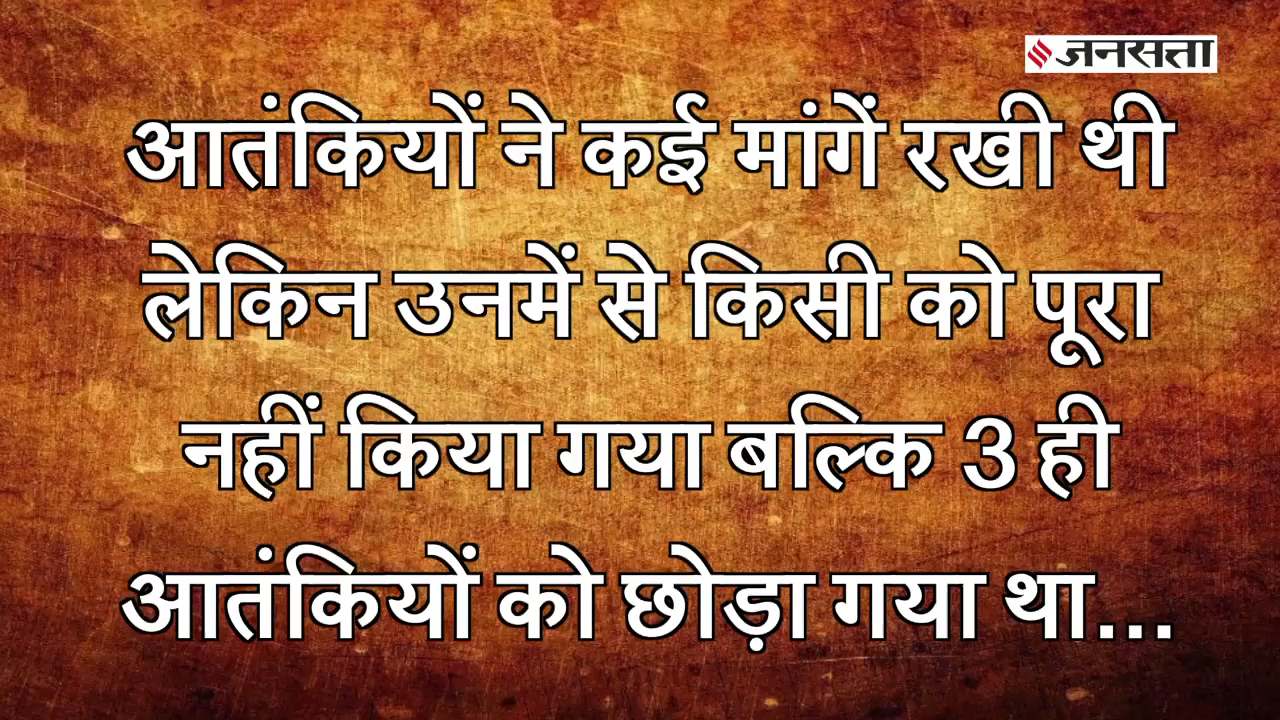 जनसत्ता
आतंकियों ने कई मांगें रखी थी
लेकिन उनमें से किसी को पूरा
नहीं किया गया बल्कि 3 ही
आतंकियों को छोड़ा गया था...